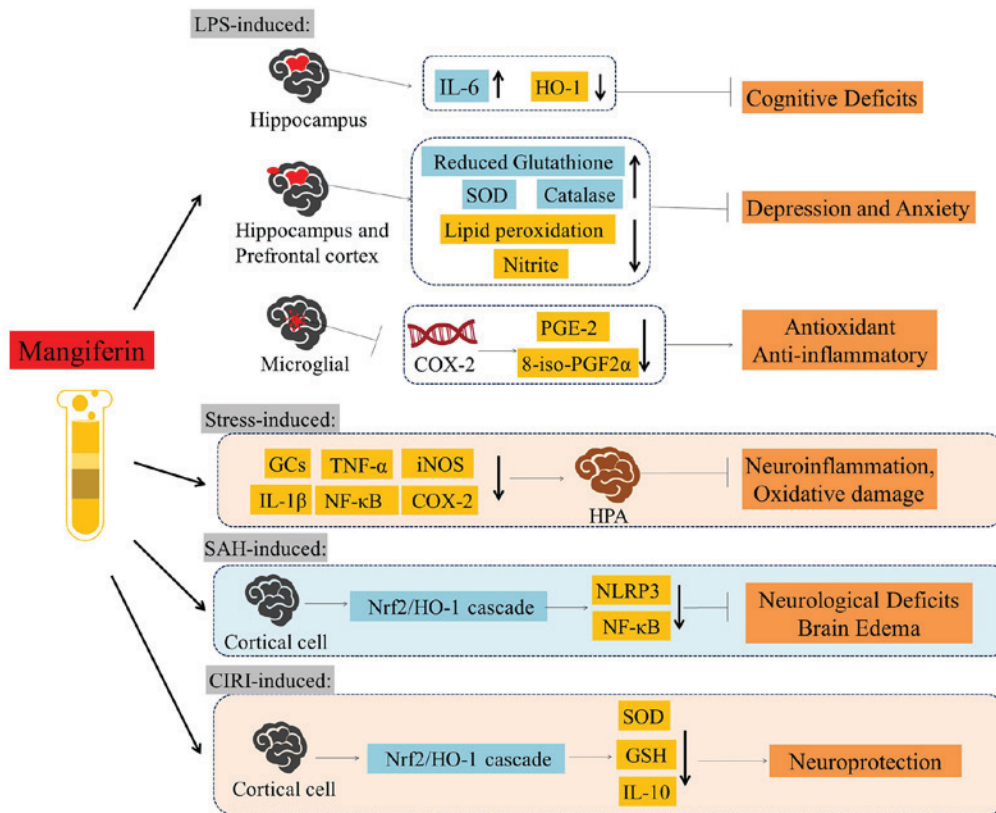 LPS-induced:
IL-6
HO-1
Cognitive Deficits
Hippocampus
Reduced Glutathione
SOD
Catalase
Lipid peroxidation
Nitrite
Hippocampus and
Prefrontal cortex
Depression and Anxiety
Mangiferin
Microglial
COX-2
PGE-2
8-iso-PGF2α
Antioxidant
Anti-inflammatory
Stress-induced:
GCs
TNF-α
iNOS
IL-1β
NF-κB
COX-2
HPA
Neuroinflammation,
Oxidative damage
SAH-induced:
Cortical cell
Nrf2/HO-1 cascade
NLRP3
NF-κB
Neurological Deficits
Brain Edema
CIRI-induced:
Cortical cell
Nrf2/HO-1 cascade
SOD
GSH
IL-10
Neuroprotection